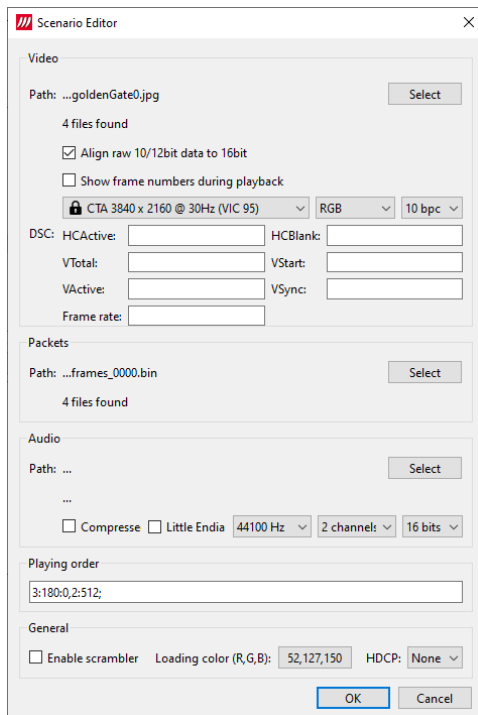 Scenario Editor
Video
Path: ...goldenGate0.jpg Select
4 files found
Align raw 10/12bit data to 16bit
Show frame numbers during playback
CTA 3840 x 2160 @ 30Hz (VIC 95) RGB 10 bpc
DSC: HCActive: HCBlank:
VTotal: VStart:
VActive: VSync:
Frame rate:
Packets
Path: ...frames_0000.bin Select
4 files found
Audio
Path: ... Select
...
Compresse Little Endia 44100 Hz 2 channels 16 bits
Playing order
3:180:0,2:512;
General
Enable scrambler Loading color (R,G,B): 52,127,150 HDCP: None
OK Cancel